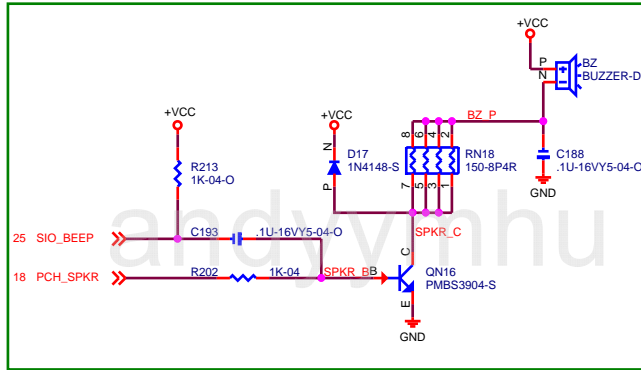 +VCC
P
N
BZ
BUZZER-D
+VCC
+VCC
BZ_P
R213
1K-04-O
N
D17
1N4148-S
P
8
6
4
2
RN18
150-8P4R
7
5
3
1
C188
.1U-16VY5-04-O
GND
andyy.nhu
25 SIO_BEEP
C193
.1U-16VY5-04-O
SPKR_C
18 PCH_SPKR
R202
1K-04
SPKR_B
B
C
E
QN16
PMBS3904-S
GND